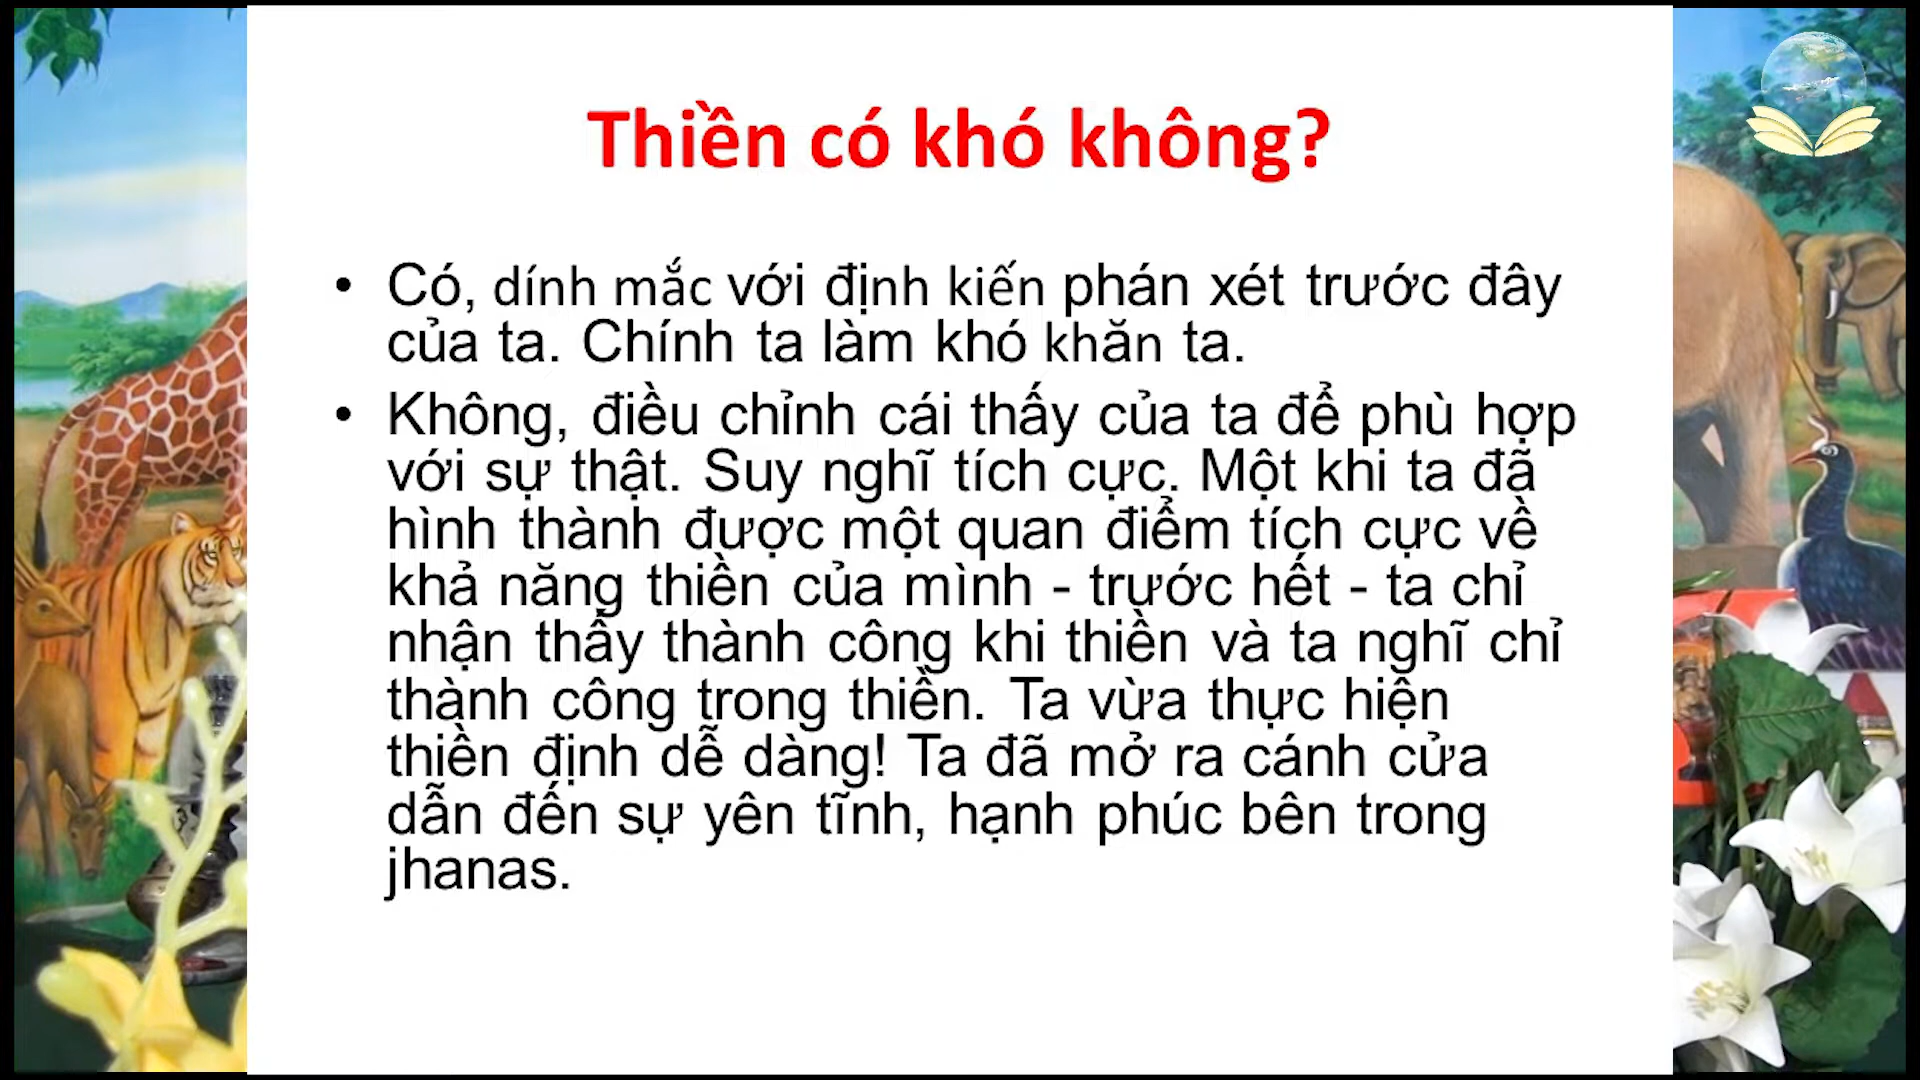 Thiền có khó không?
• Có, dính mắc với định kiến phán xét trước đây
của ta. Chính ta làm khó khăn ta.
• Không, điều chỉnh cái thấy của ta để phù hợp
với sự thật. Suy nghĩ tích cực. Một khi ta đã
hình thành được một quan điểm tích cực về
khả năng thiền của mình - trước hết - ta chỉ
nhận thấy thành công khi thiền và ta nghĩ chỉ
thành công trong thiền. Ta vừa thực hiện
thiền định dễ dàng! Ta đã mở ra cánh cửa
dẫn đến sự yên tĩnh, hạnh phúc bên trong
jhanas.